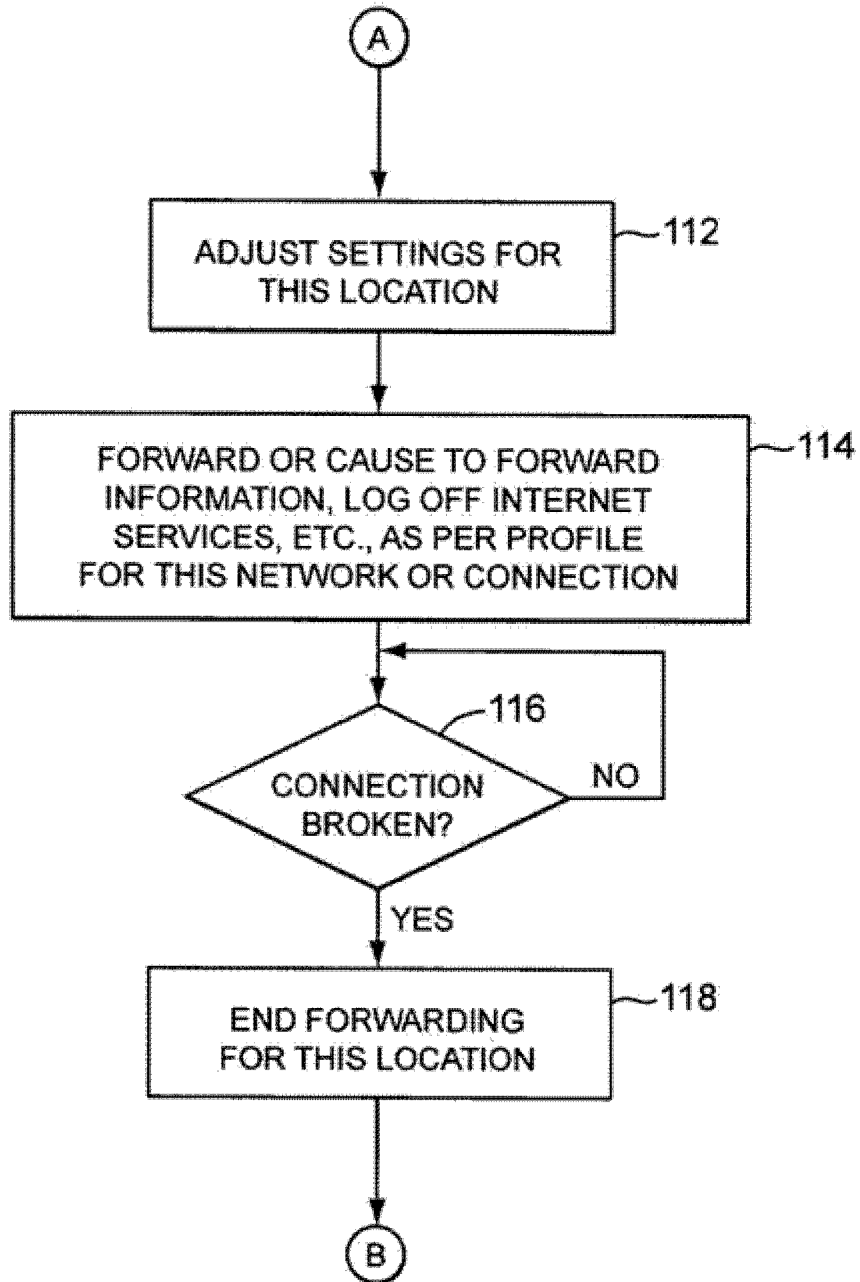 A
ADJUST SETTINGS FOR
THIS LOCATION
112
FORWARD OR CAUSE TO FORWARD
INFORMATION, LOG OFF INTERNET
SERVICES, ETC., AS PER PROFILE
FOR THIS NETWORK OR CONNECTION
114
116
CONNECTION
BROKEN?
NO
YES
END FORWARDING
FOR THIS LOCATION
118
B